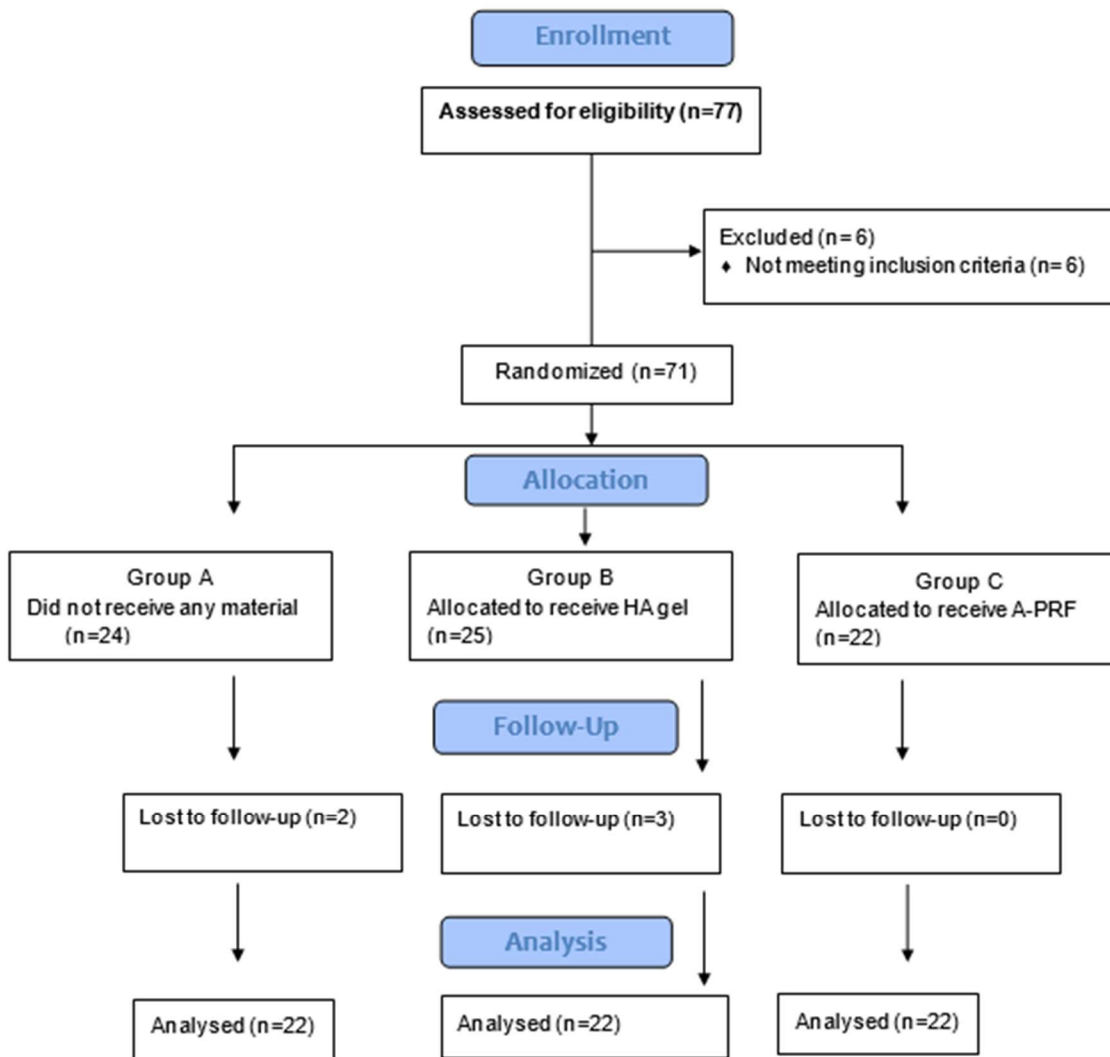 Enrollment
Assessed for eligibility (n=77)
Excluded (n=6)
♦ Not meeting inclusion criteria (n=6)
Randomized (n=71)
Allocation
Group A
Did not receive any material
(n=24)
Group B
Allocated to receive HA gel
(n=25)
Group C
Allocated to receive A-PRF
(n=22)
Follow-Up
Lost to follow-up (n=2)
Lost to follow-up (n=3)
Lost to follow-up (n=0)
Analysis
Analysed (n=22)
Analysed (n=22)
Analysed (n=22)